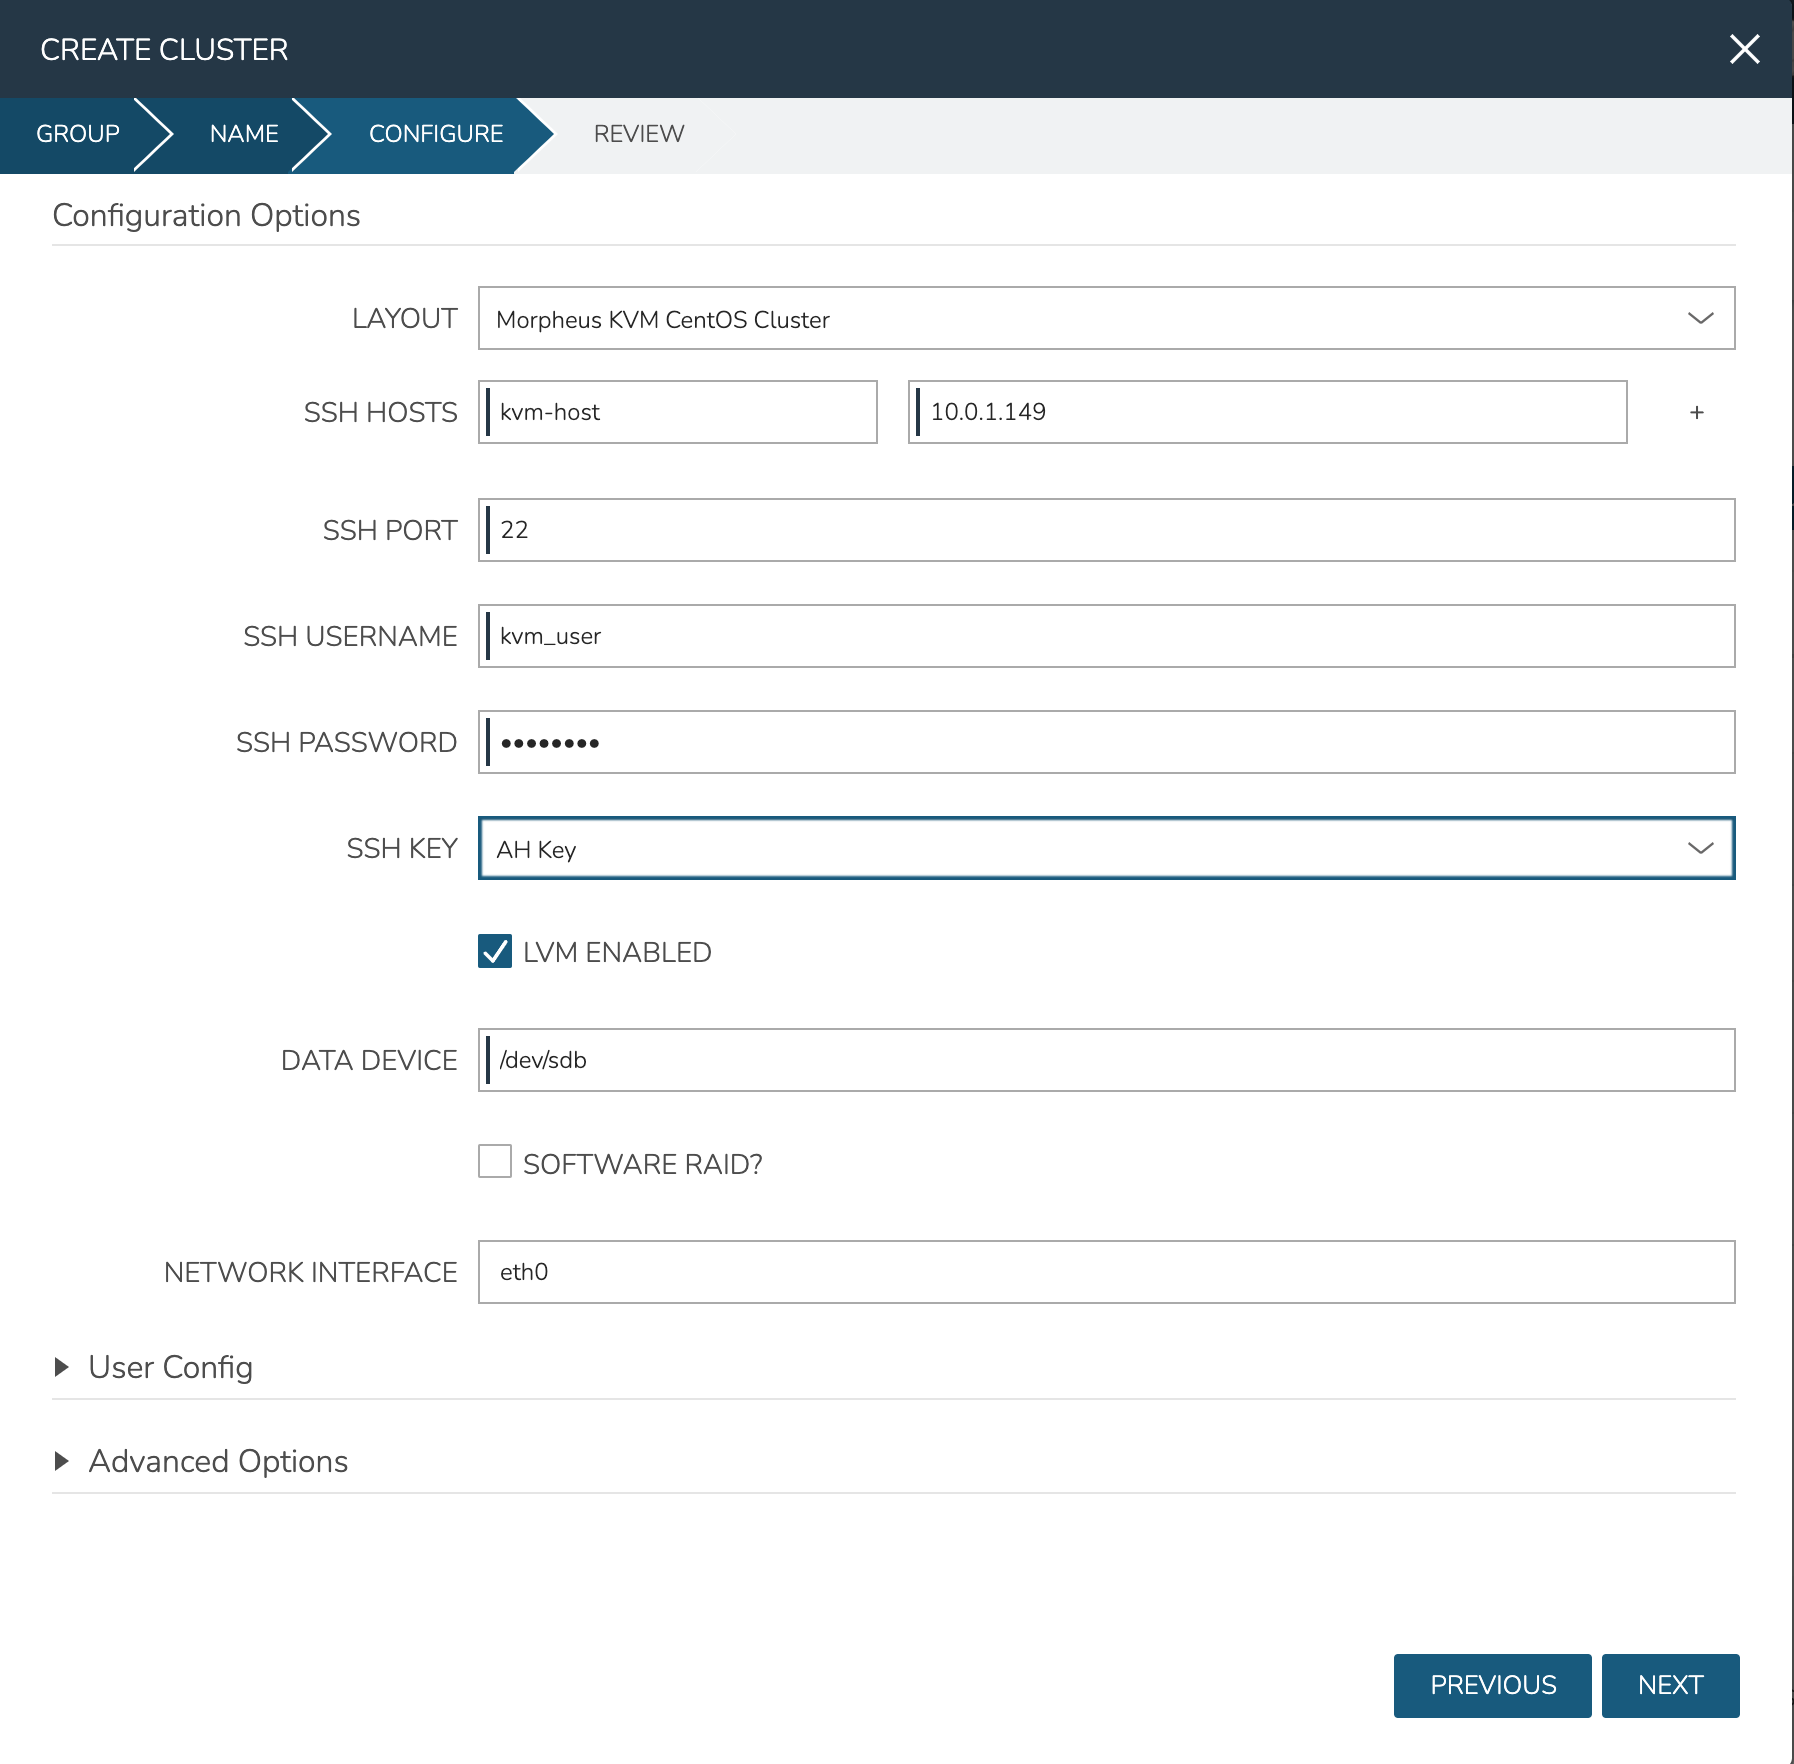 CREATE CLUSTER
GROUP NAME CONFIGURE REVIEW
Configuration Options
LAYOUT Morpheus KVM CentOS Cluster
SSH HOSTS kvm-host 10.0.1.149 +
SSH PORT 22
SSH USERNAME kvm_user
SSH PASSWORD ••••••••
SSH KEY AH Key
LVM ENABLED
DATA DEVICE /dev/sdb
SOFTWARE RAID?
NETWORK INTERFACE eth0
User Config
Advanced Options
PREVIOUS NEXT